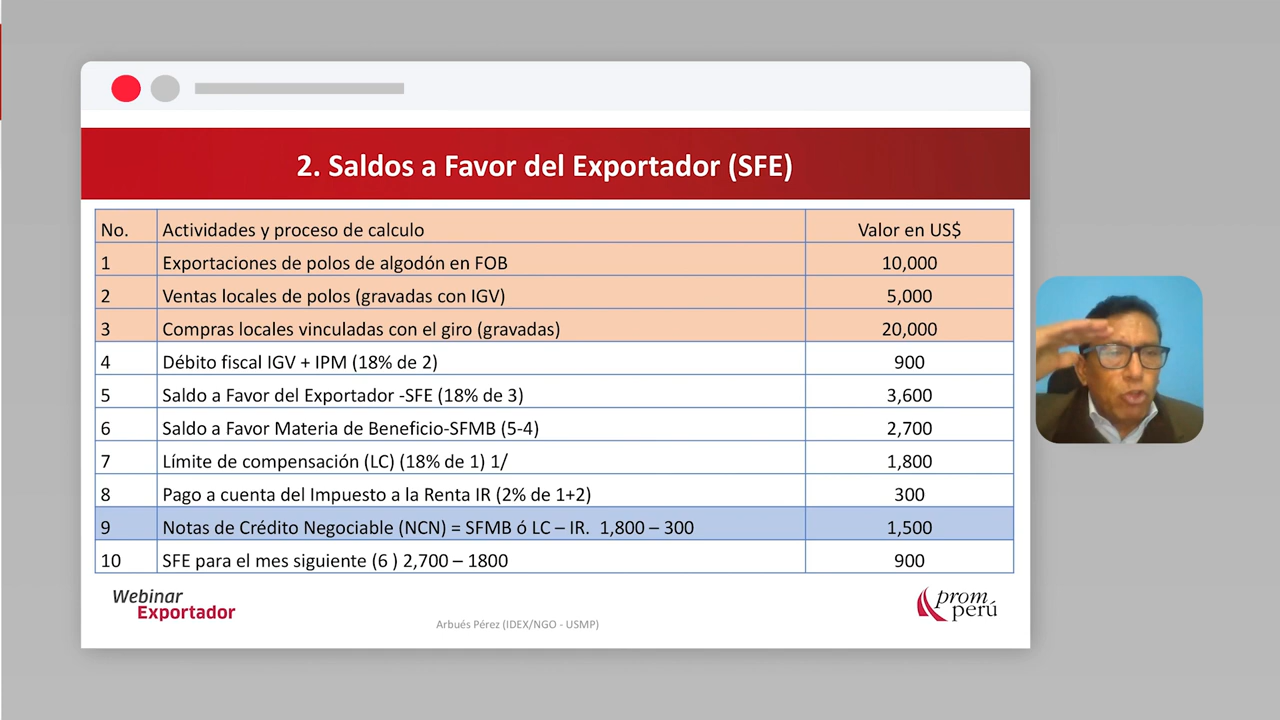 2. Saldos a Favor del Exportador (SFE)
No. Actividades y proceso de calculo Valor en US$
1 Exportaciones de polos de algodón en FOB 10,000
2 Ventas locales de polos (gravadas con IGV) 5,000
3 Compras locales vinculadas con el giro (gravadas) 20,000
4 Débito fiscal IGV + IPM (18% de 2) 900
5 Saldo a Favor del Exportador -SFE (18% de 3) 3,600
6 Saldo a Favor Materia de Beneficio-SFMB (5-4) 2,700
7 Límite de compensación (LC) (18% de 1) 1/ 1,800
8 Pago a cuenta del Impuesto a la Renta IR (2% de 1+2) 300
9 Notas de Crédito Negociable (NCN) = SFMB ó LC – IR. 1,800 – 300 1,500
10 SFE para el mes siguiente (6 ) 2,700 – 1800 900
Webinar
Exportador
prom
perú
Arbués Pérez (IDEX/NGO - USMP)